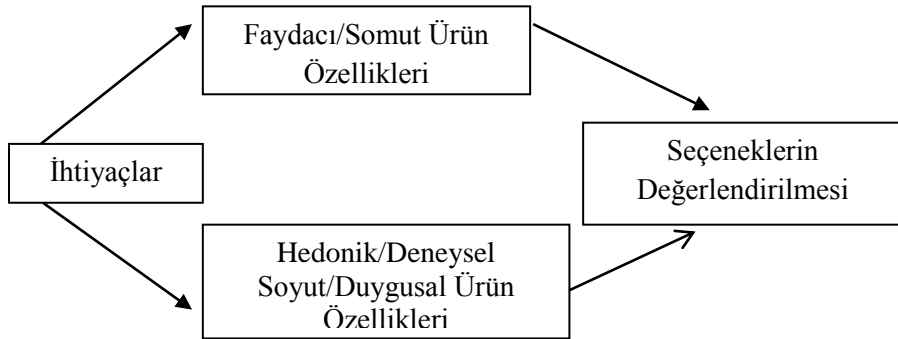 Faydacı/Somut Ürün
Özellikleri
İhtiyaçlar
Seçeneklerin
Değerlendirilmesi
Hedonik/Deneysel
Soyut/Duygusal Ürün
Özellikleri